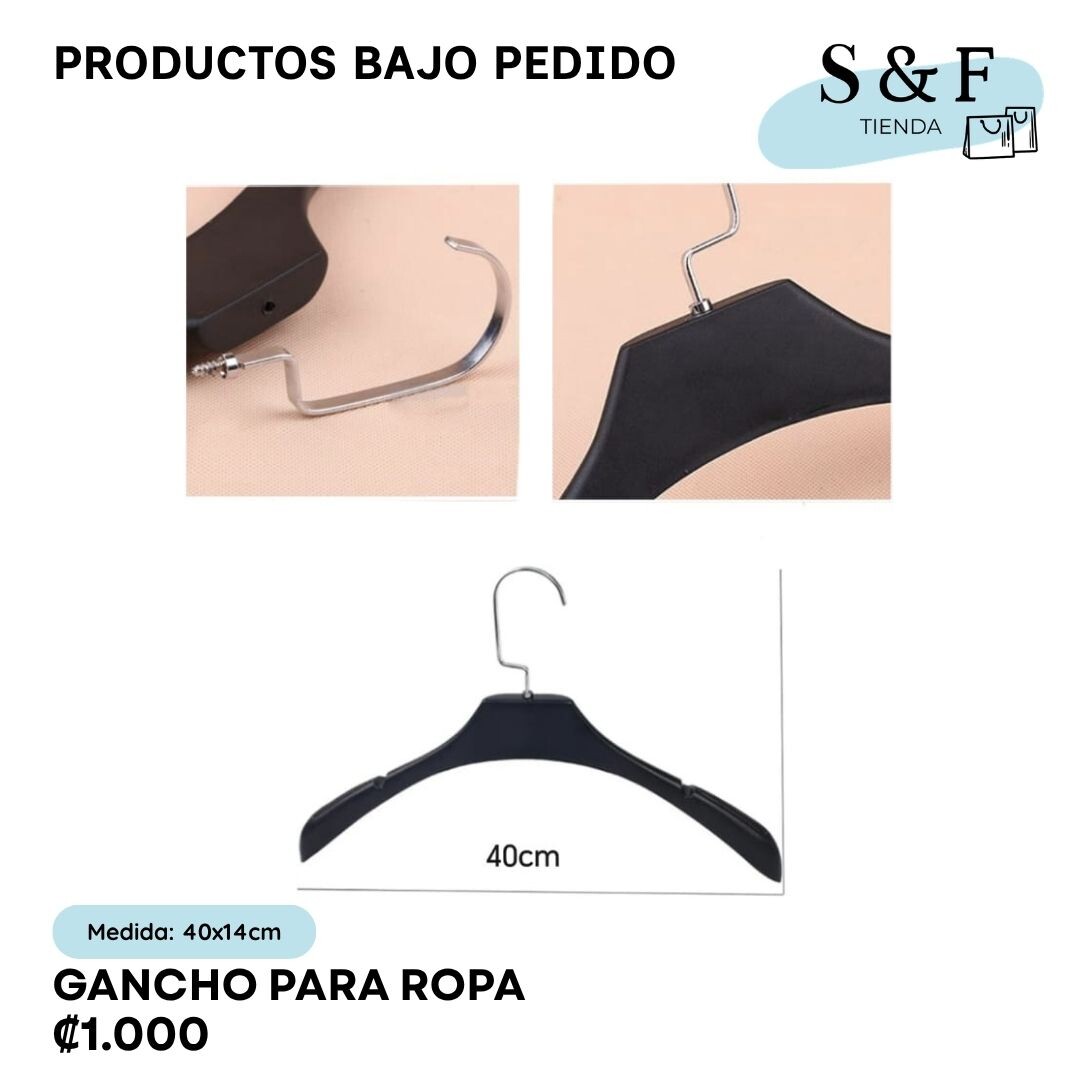 PRODUCTOS BAJO PEDIDO
S & F
TIENDA
40cm
Medida: 40x14cm
GANCHO PARA ROPA
₡1.000